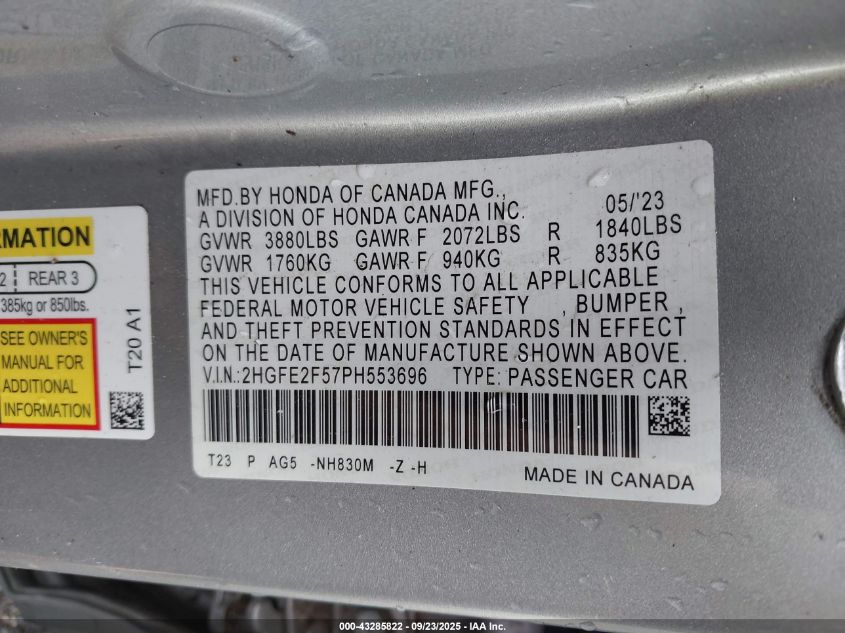 MFD.BY HONDA OF CANADA MFG., 05/'23
A DIVISION OF HONDA CANADA INC.
GVWR 3880LBS GAWR F 2072LBS R 1840LBS
GVWR 1760KG GAWR F 940KG R 835KG
THIS VEHICLE CONFORMS TO ALL APPLICABLE
FEDERAL MOTOR VEHICLE SAFETY , BUMPER ,
AND THEFT PREVENTION STANDARDS IN EFFECT
ON THE DATE OF MANUFACTURE SHOWN ABOVE.
V.I.N.:2HGFE2F57PH553696 TYPE: PASSENGER CAR
T23 P AG5 -NH830M -Z -H
MADE IN CANADA
RMATION
2 REAR 3
385kg or 850lbs.
SEE OWNER'S
MANUAL FOR
ADDITIONAL
INFORMATION
T20 A1
000-43285822 - 09/23/2025 - IAA Inc.